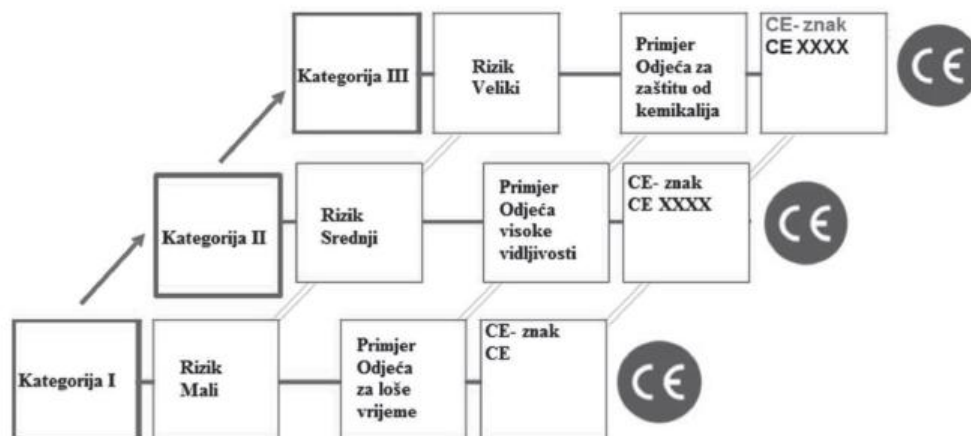 Kategorija III
Rizik
Veliki
Primjer
Odjeća za
zaštitu od
kemikalija
CE- znak
CE XXXX
CE
Kategorija II
Rizik
Srednji
Primjer
Odjeća
visoke
vidljivosti
CE- znak
CE XXXX
CE
Kategorija I
Rizik
Mali
Primjer
Odjeća
za loše
vrijeme
CE- znak
CE
CE